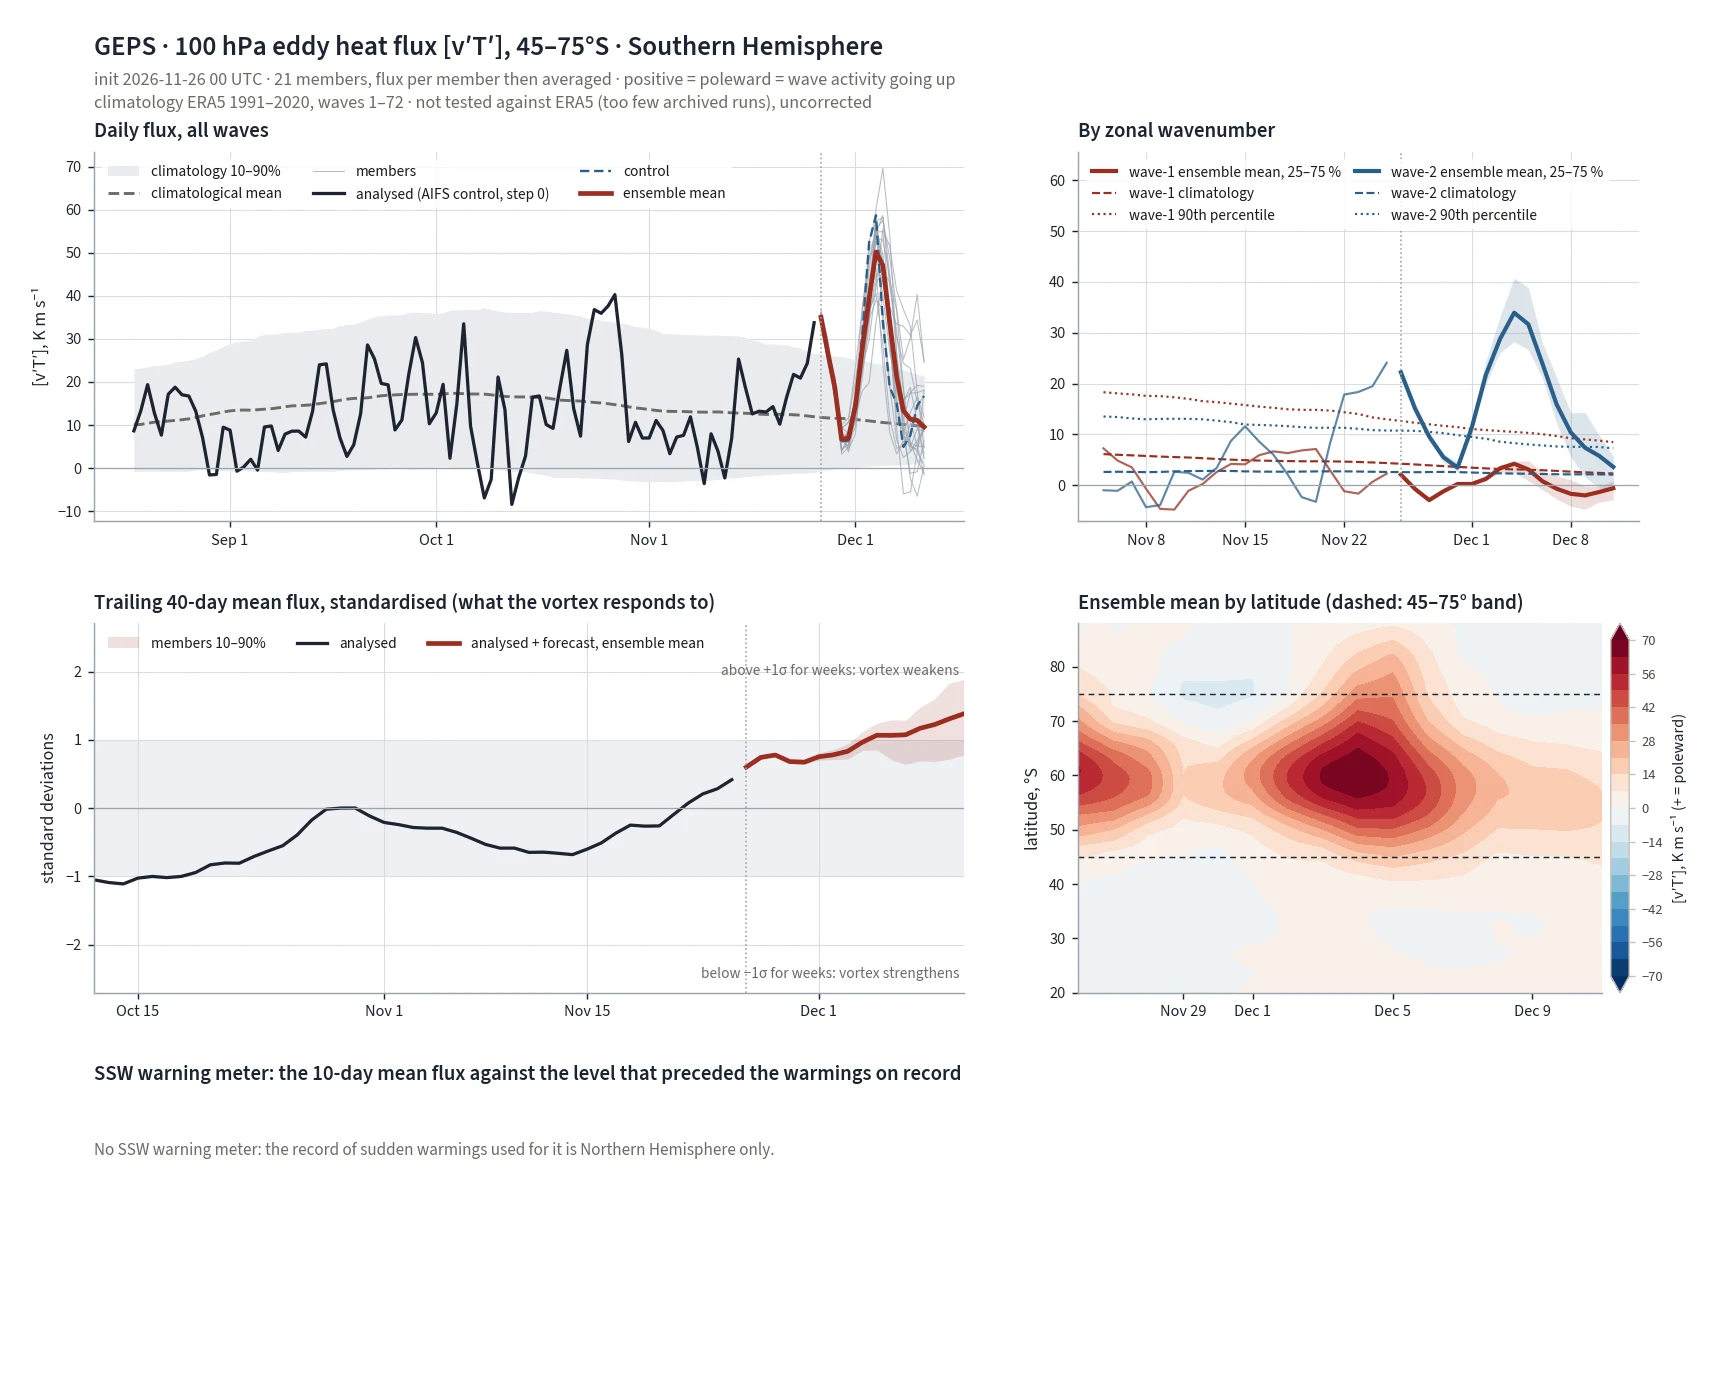 GEPS · 100 hPa eddy heat flux [v′T′], 45–75°S · Southern Hemisphere
init 2026-11-26 00 UTC · 21 members, flux per member then averaged · positive = poleward = wave activity going up
climatology ERA5 1991–2020, waves 1–72 · not tested against ERA5 (too few archived runs), uncorrected
Daily flux, all waves
climatology 10–90%
climatological mean
members
analysed (AIFS control, step 0)
control
ensemble mean
[v′T′], K m s⁻¹
70
60
50
40
30
20
10
0
−10
Sep 1
Oct 1
Nov 1
Dec 1
By zonal wavenumber
wave-1 ensemble mean, 25–75 %
wave-1 climatology
wave-1 90th percentile
wave-2 ensemble mean, 25–75 %
wave-2 climatology
wave-2 90th percentile
60
50
40
30
20
10
0
Nov 8
Nov 15
Nov 22
Dec 1
Dec 8
Trailing 40-day mean flux, standardised (what the vortex responds to)
members 10–90%
analysed
analysed + forecast, ensemble mean
above +1σ for weeks: vortex weakens
below −1σ for weeks: vortex strengthens
standard deviations
2
1
0
−1
−2
Oct 15
Nov 1
Nov 15
Dec 1
Ensemble mean by latitude (dashed: 45–75° band)
latitude, °S
80
70
60
50
40
30
20
Nov 29
Dec 1
Dec 5
Dec 9
70
56
42
28
14
0
−14
−28
−42
−56
−70
[v′T′], K m s⁻¹ (+ = poleward)
SSW warning meter: the 10-day mean flux against the level that preceded the warmings on record
No SSW warning meter: the record of sudden warmings used for it is Northern Hemisphere only.